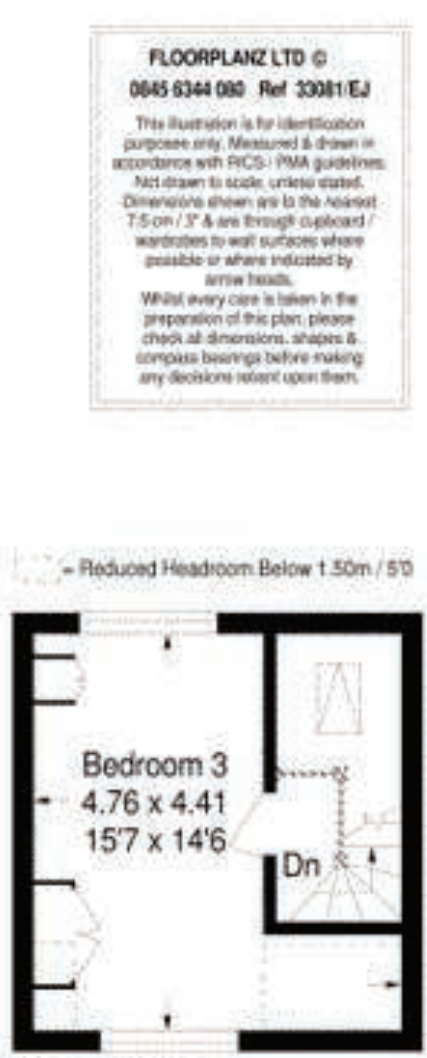 FLOORPLANZ LTD ©
0845 6344 080 Ref 33081/EJ
This illustration is for identification
purposes only. Measured & drawn in
accordance with RICS / PMA guidelines.
Not drawn to scale, unless stated.
Dimensions shown are to the nearest
7.5 cm / 3" & are through cupboard /
wardrobes to wall surfaces where
possible or where indicated by
arrow heads.
Whilst every care is taken in the
preparation of this plan, please
check all dimensions, shapes &
compass bearings before making
any decisions reliant upon them.
= Reduced Headroom Below 1.50m / 5'0
Bedroom 3
4.76 x 4.41
15'7 x 14'6
Dn